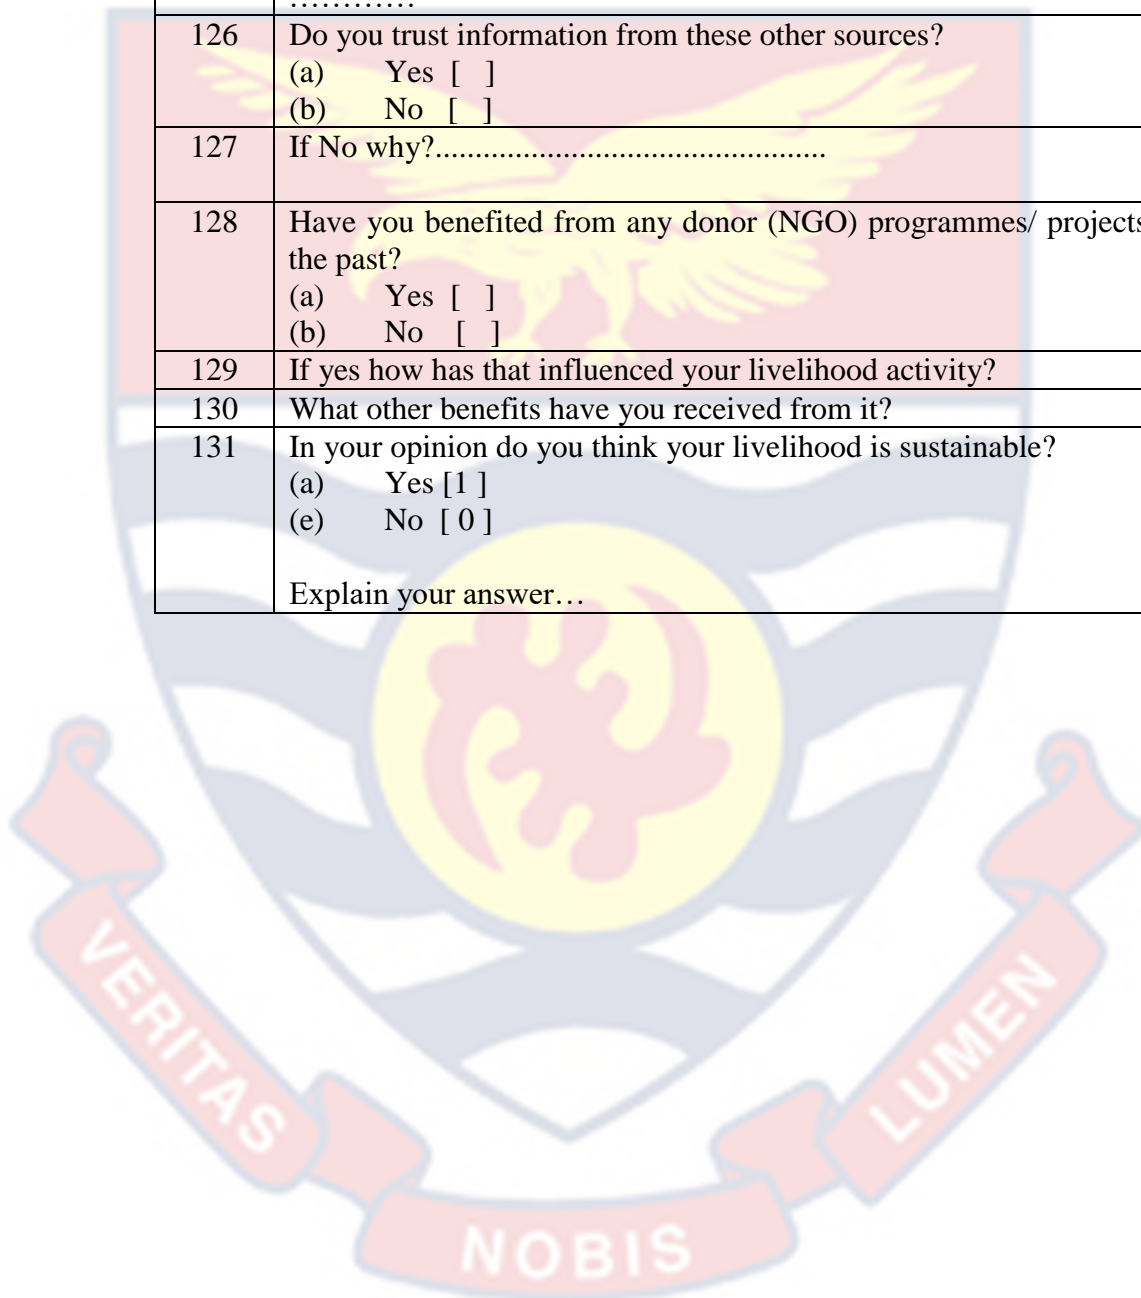 …………
126 Do you trust information from these other sources?
(a) Yes [ ]
(b) No [ ]
127 If No why?.................................................
128 Have you benefited from any donor (NGO) programmes/ projects
the past?
(a) Yes [ ]
(b) No [ ]
129 If yes how has that influenced your livelihood activity?
130 What other benefits have you received from it?
131 In your opinion do you think your livelihood is sustainable?
(a) Yes [1 ]
(e) No [ 0 ]
Explain your answer…
VERITAS
NOBIS
LUMEN